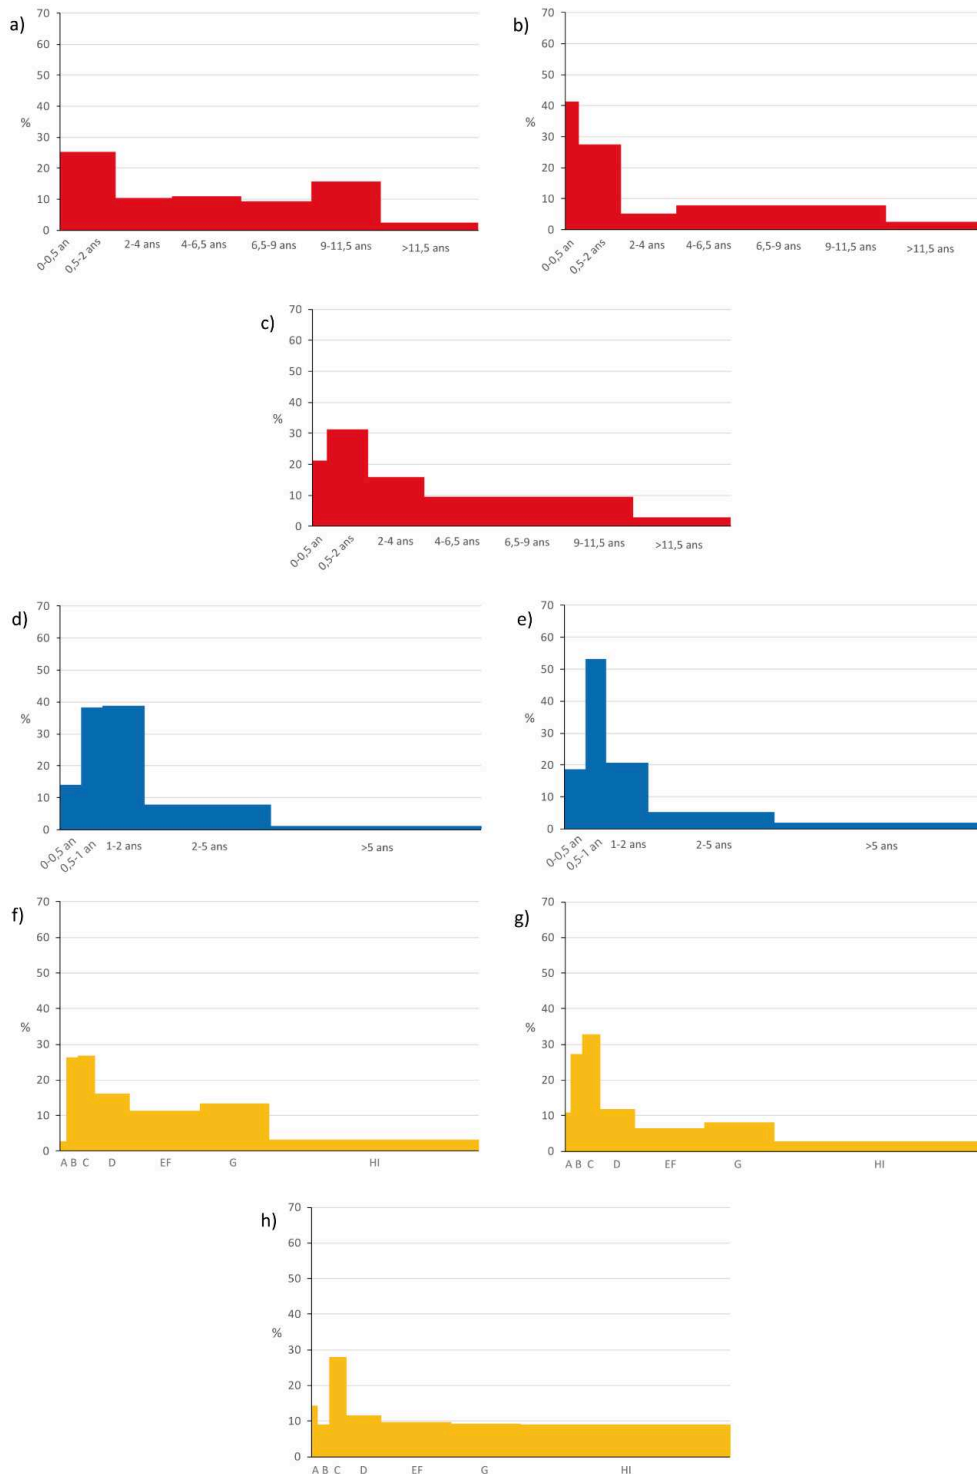 a)
70
60
50
40
%
30
20
10
0
0-0,5 an
0,5-2 ans
2-4 ans
4-6,5 ans
6,5-9 ans
9-11,5 ans
>11,5 ans
b)
70
60
50
40
%
30
20
10
0
0-0,5 an
0,5-2 ans
2-4 ans
4-6,5 ans
6,5-9 ans
9-11,5 ans
>11,5 ans
c)
70
60
50
40
%
30
20
10
0
0-0,5 an
0,5-2 ans
2-4 ans
4-6,5 ans
6,5-9 ans
9-11,5 ans
>11,5 ans
d)
70
60
50
40
%
30
20
10
0
0-0,5 an
0,5-1 an
1-2 ans
2-5 ans
>5 ans
e)
70
60
50
40
%
30
20
10
0
0-0,5 an
0,5-1 an
1-2 ans
2-5 ans
>5 ans
f)
70
60
50
40
%
30
20
10
0
A B C D EF G HI
g)
70
60
50
40
%
30
20
10
0
A B C D EF G HI
h)
70
60
50
40
%
30
20
10
0
A B C D EF G HI